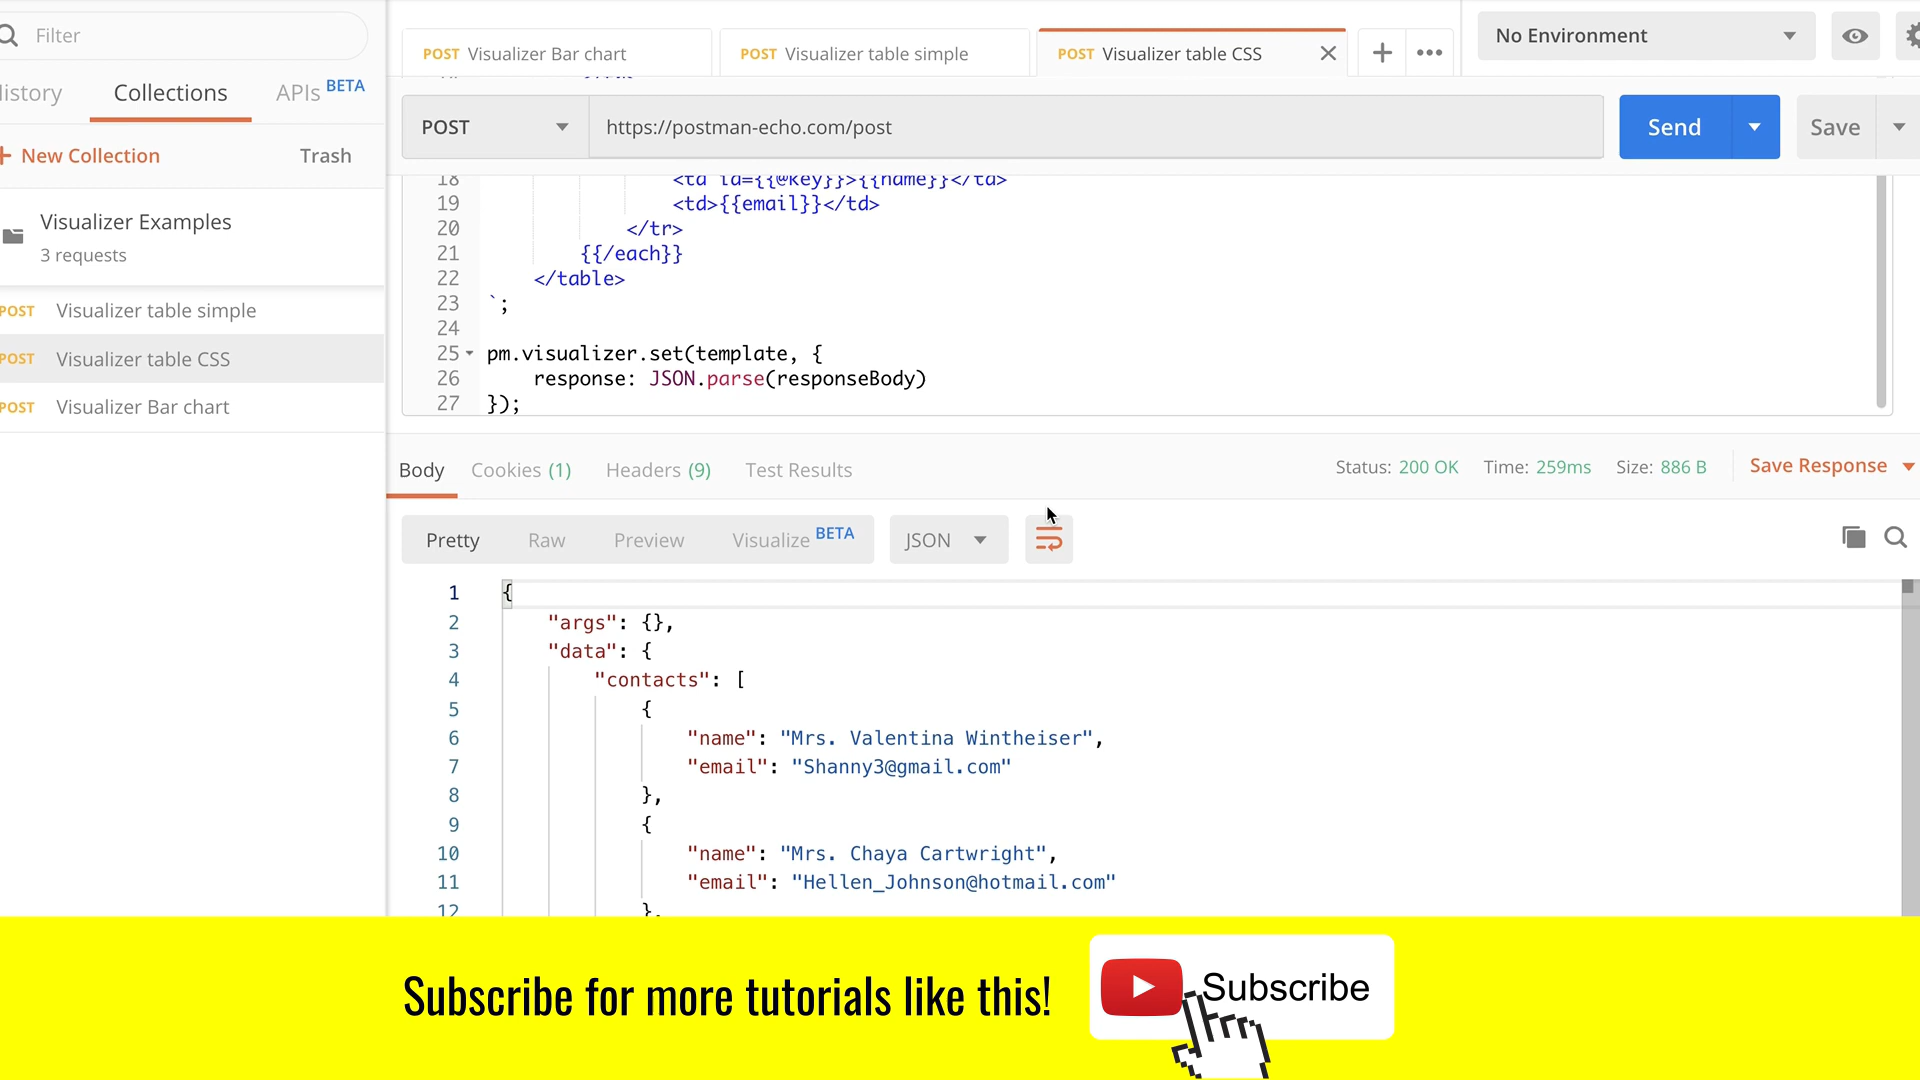 Filter
POST Visualizer Bar chart
POST Visualizer table simple
POST Visualizer table CSS
No Environment
Collections
APIs BETA
POST
https://postman-echo.com/post
Send
Save
New Collection
Trash
Visualizer Examples
3 requests
POST Visualizer table simple
POST Visualizer table CSS
POST Visualizer Bar chart
18 <td id={{@key}}>{{name}}</td>
19 <td>{{email}}</td>
20 </tr>
21 {{/each}}
22 </table>
23 `;
24
25 pm.visualizer.set(template, {
26 response: JSON.parse(responseBody)
27 });
Body
Cookies (1)
Headers (9)
Test Results
Status: 200 OK
Time: 259ms
Size: 886 B
Save Response
Pretty
Raw
Preview
Visualize BETA
JSON
1 {
2 "args": {},
3 "data": {
4 "contacts": [
5 {
6 "name": "Mrs. Valentina Wintheiser",
7 "email": "Shanny3@gmail.com"
8 },
9 {
10 "name": "Mrs. Chaya Cartwright",
11 "email": "Hellen_Johnson@hotmail.com"
12 },
Subscribe for more tutorials like this!
Subscribe